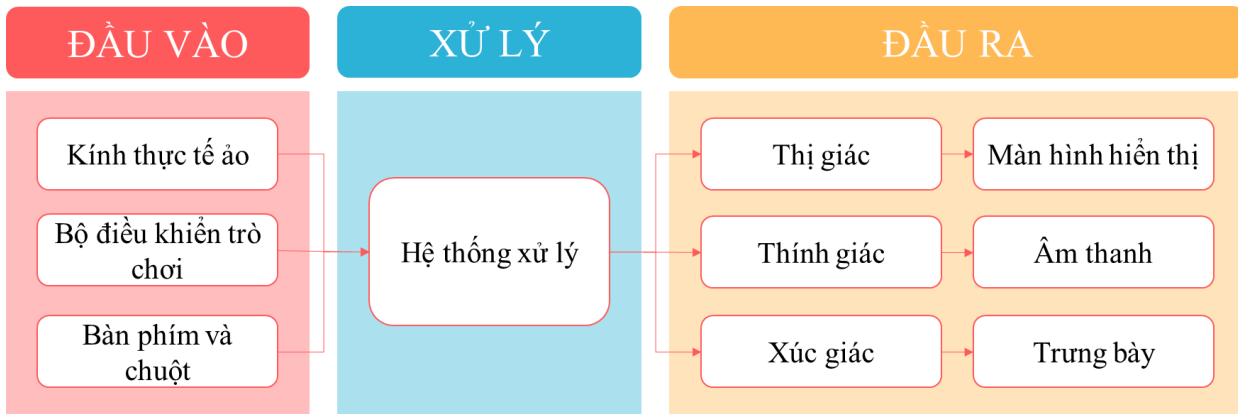 ĐẦU VÀO
XỬ LÝ
ĐẦU RA
Kính thực tế ảo
Bộ điều khiển trò
chơi
Bàn phím và
chuột
Hệ thống xử lý
Thị giác
Màn hình hiển thị
Thính giác
Âm thanh
Xúc giác
Trưng bày